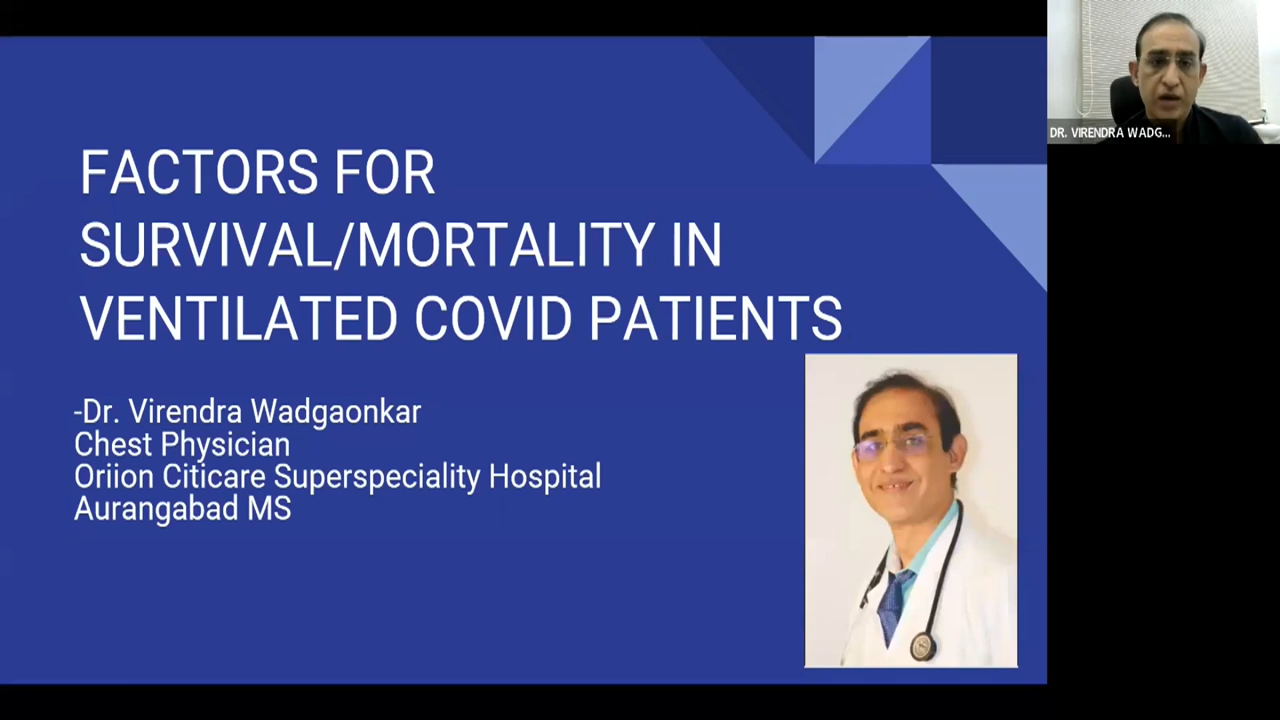 FACTORS FOR
SURVIVAL/MORTALITY IN
VENTILATED COVID PATIENTS
-Dr. Virendra Wadgaonkar
Chest Physician
Oriion Citicare Superspeciality Hospital
Aurangabad MS
DR. VIRENDRA WADG...